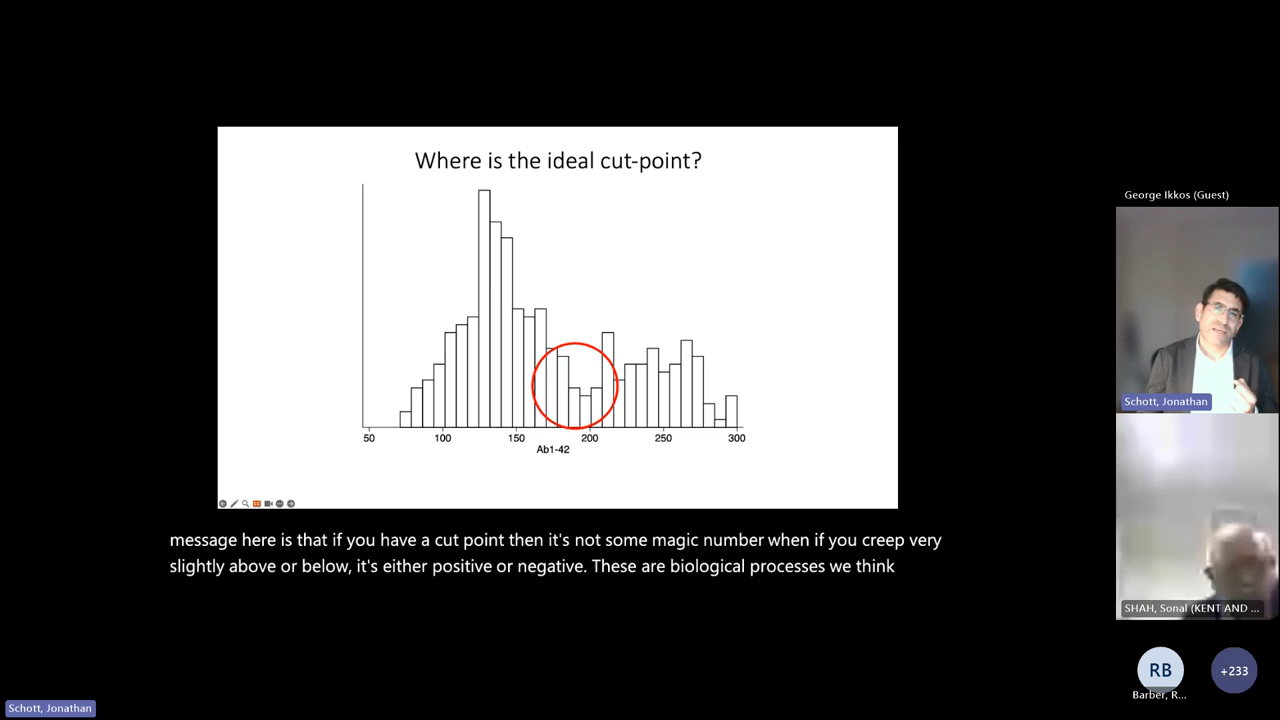 Where is the ideal cut-point?
50 100 150 200 250 300
Ab1-42
message here is that if you have a cut point then it's not some magic number when if you creep very
slightly above or below, it's either positive or negative. These are biological processes we think
George Ikkos (Guest)
Schott, Jonathan
SHAH, Sonal (KENT AND ...
RB
+233
Barber, R...
Schott, Jonathan